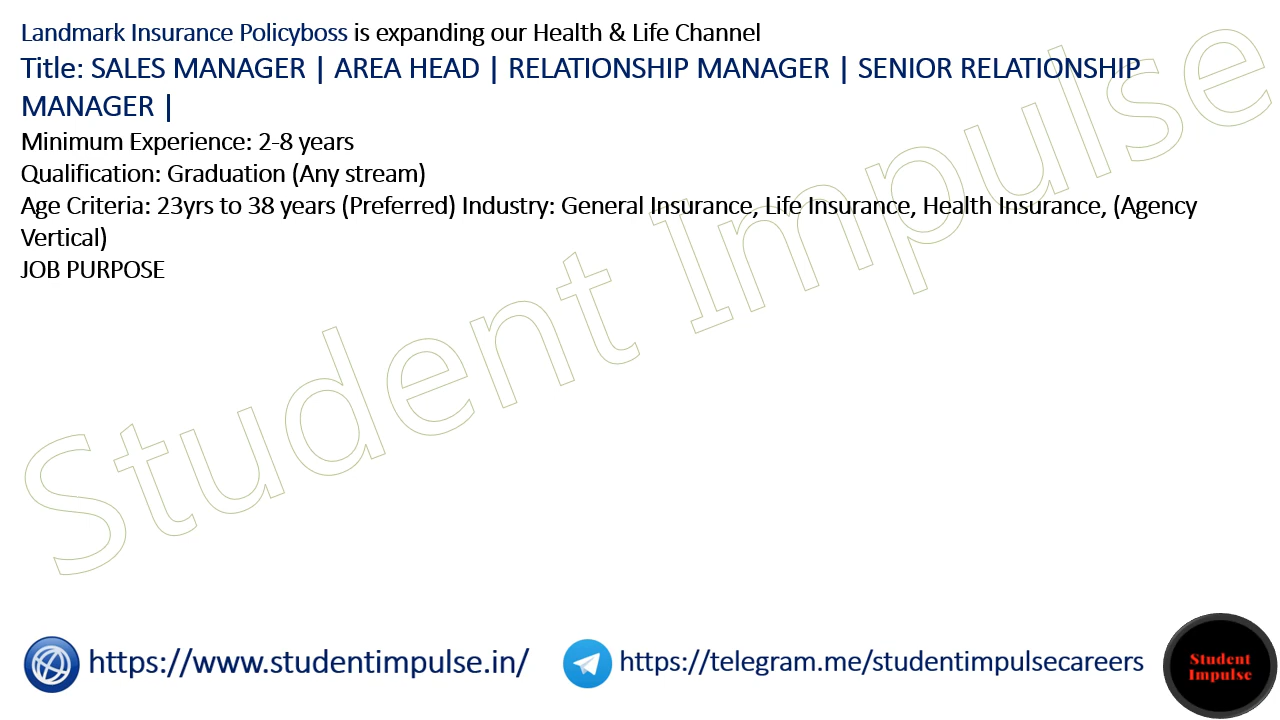 Landmark Insurance Policyboss is expanding our Health & Life Channel
Title: SALES MANAGER | AREA HEAD | RELATIONSHIP MANAGER | SENIOR RELATIONSHIP
MANAGER |
Minimum Experience: 2-8 years
Qualification: Graduation (Any stream)
Age Criteria: 23yrs to 38 years (Preferred) Industry: General Insurance, Life Insurance, Health Insurance, (Agency
Vertical)
JOB PURPOSE
Student Impulse
https://www.studentimpulse.in/
https://telegram.me/studentimpulsecareers
Student
Impulse